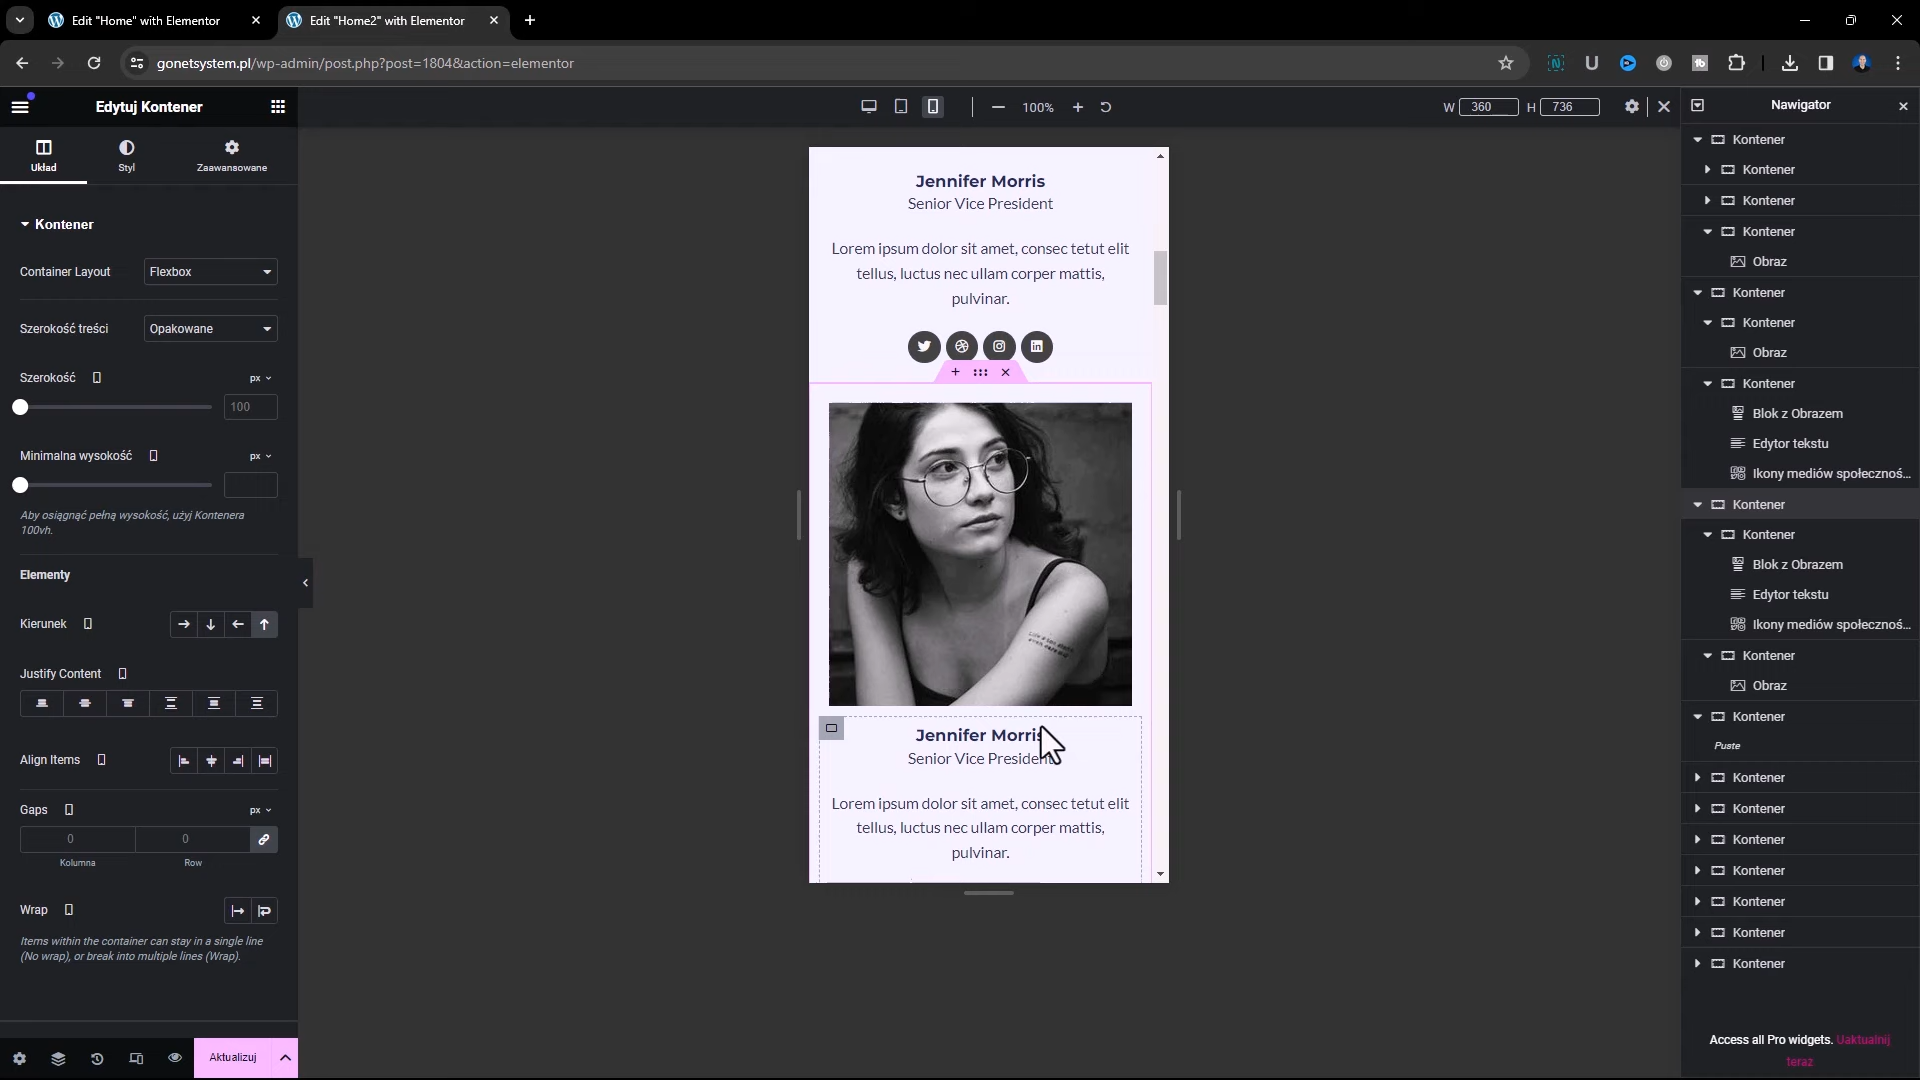 Edit "Home" with Elementor
Edit "Home2" with Elementor
gonetsystem.pl/wp-admin/post.php?post=1804&action=elementor
Edytuj Kontener
100%
W 360 H 736
Nawigator
Układ
Styl
Zaawansowane
Kontener
Container Layout
Flexbox
Szerokość treści
Opakowane
Szerokość
px
100
Minimalna wysokość
px
Aby osiągnąć pełną wysokość, użyj Kontenera
100vh.
Elementy
Kierunek
Justify Content
Align Items
Gaps
px
0
0
Kolumna
Row
Wrap
Items within the container can stay in a single line
(No wrap), or break into multiple lines (Wrap).
Aktualizuj
Jennifer Morris
Senior Vice President
Lorem ipsum dolor sit amet, consec tetut elit
tellus, luctus nec ullam corper mattis,
pulvinar.
Jennifer Morris
Senior Vice President
Lorem ipsum dolor sit amet, consec tetut elit
tellus, luctus nec ullam corper mattis,
pulvinar.
Kontener
Kontener
Kontener
Kontener
Obraz
Kontener
Kontener
Obraz
Kontener
Blok z Obrazem
Edytor tekstu
Ikony mediów społecznoś...
Kontener
Kontener
Blok z Obrazem
Edytor tekstu
Ikony mediów społecznoś...
Kontener
Obraz
Kontener
Puste
Kontener
Kontener
Kontener
Kontener
Kontener
Kontener
Kontener
Access all Pro widgets. Uaktualnij
teraz